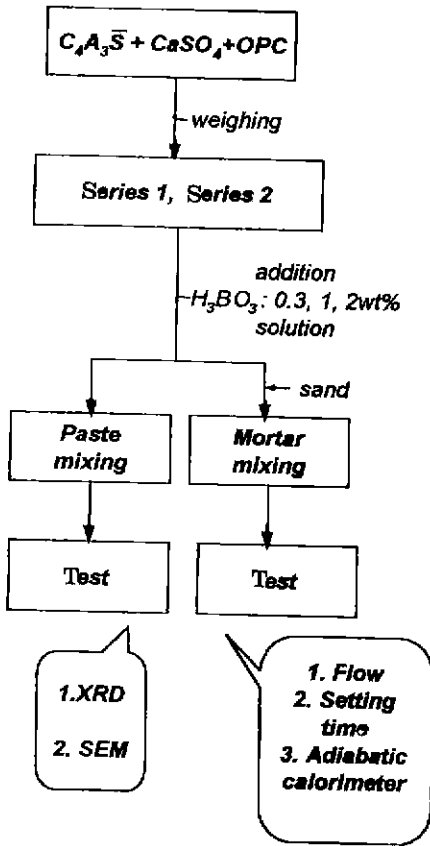 C₄A₃S̅ + CaSO₄+OPC
weighing
Series 1, Series 2
addition
H₃BO₃: 0.3, 1, 2wt%
solution
sand
Paste
mixing
Mortar
mixing
Test
Test
1.XRD
2. SEM
1. Flow
2. Setting
time
3. Adiabatic
calorimeter